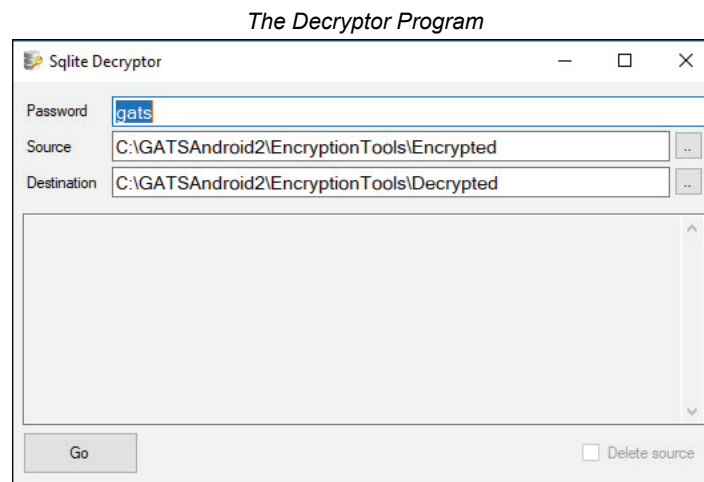 The Decryptor Program
Sqlite Decryptor
Password gats
Source C:\GATSAndroid2\EncryptionTools\Encrypted ..
Destination C:\GATSAndroid2\EncryptionTools\Decrypted ..
Go Delete source